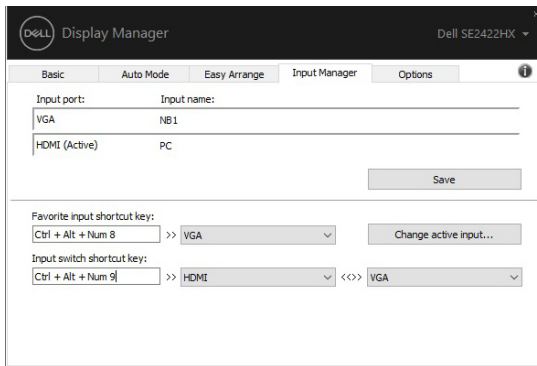 DELL Display Manager Dell SE2422HX
Basic Auto Mode Easy Arrange Input Manager Options
Input port: Input name:
VGA NB1
HDMI (Active) PC
Save
Favorite input shortcut key:
Ctrl + Alt + Num 8 >> VGA Change active input...
Input switch shortcut key:
Ctrl + Alt + Num 9 >> HDMI <<>> VGA